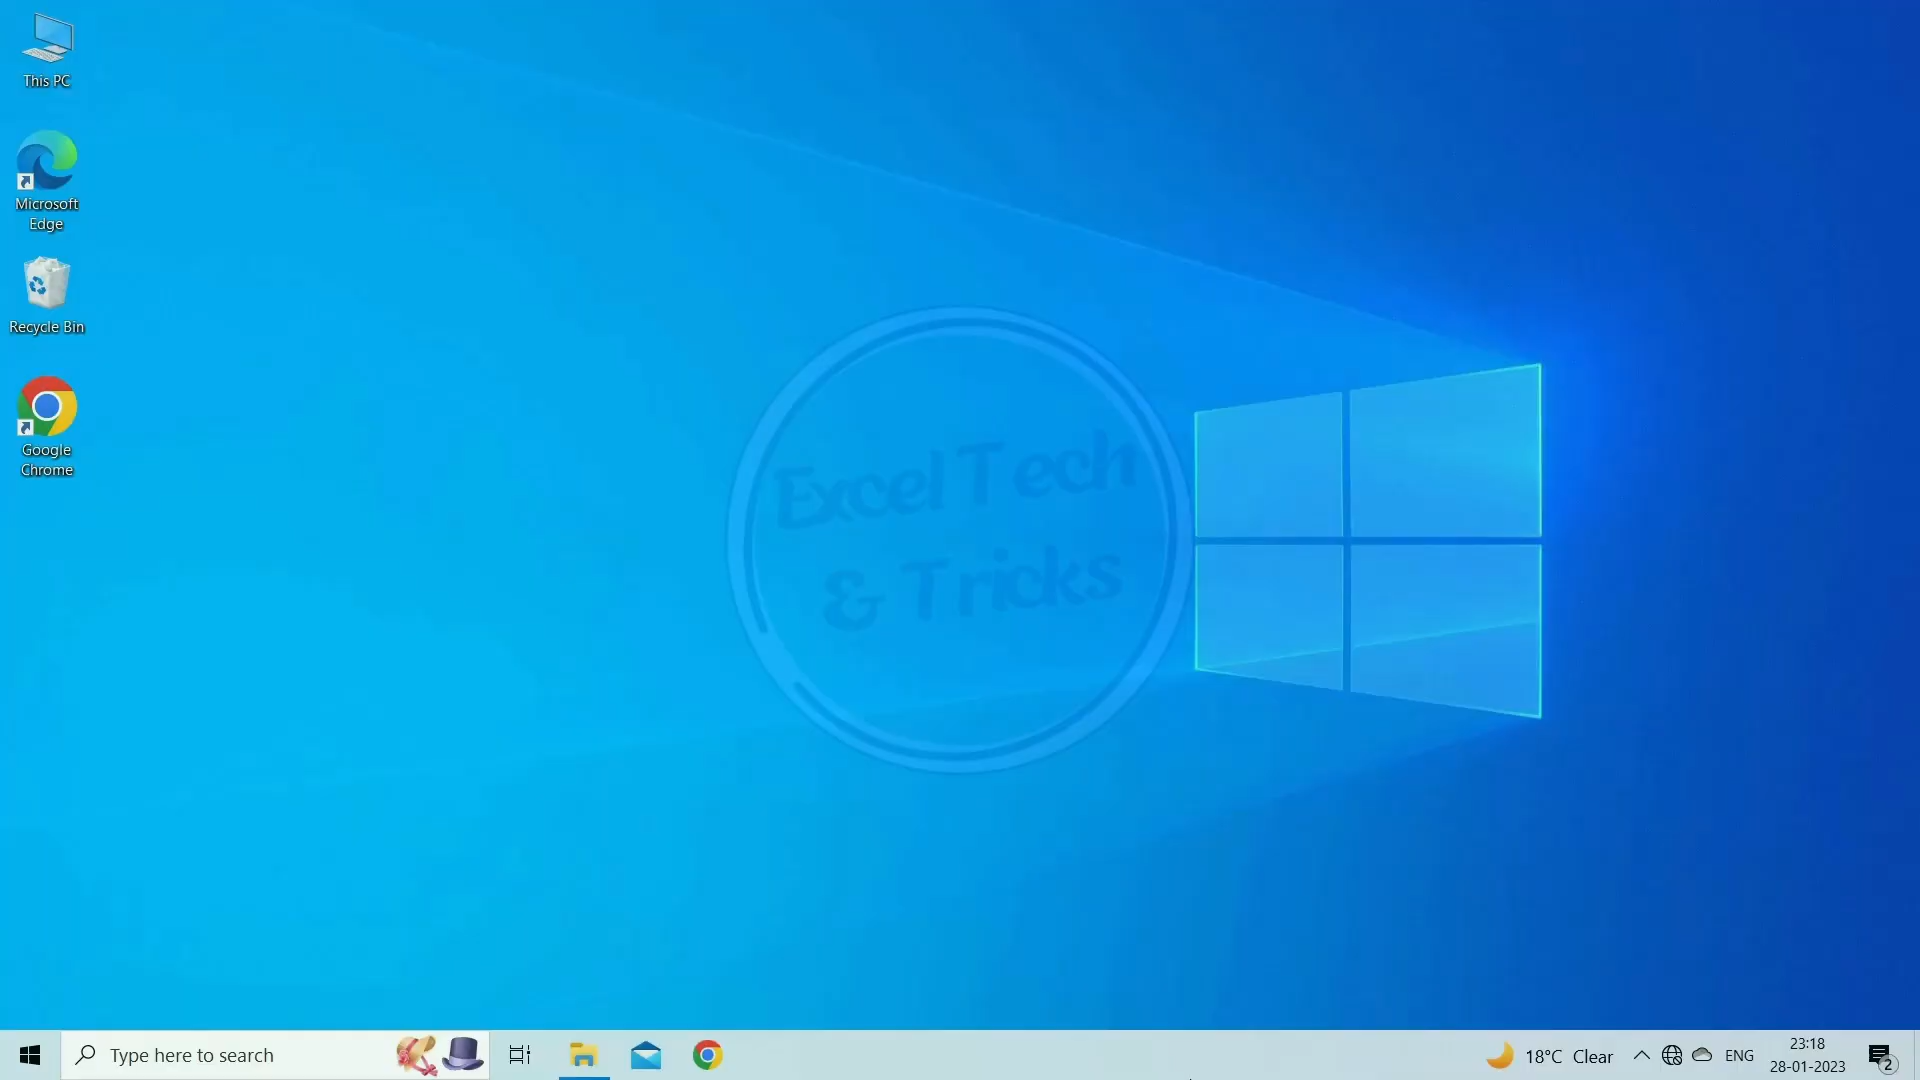 This PC
Microsoft
Edge
Recycle Bin
Google
Chrome
Excel Tech
& Tricks
Type here to search
18°C Clear
ENG
23:18
28-01-2023
2